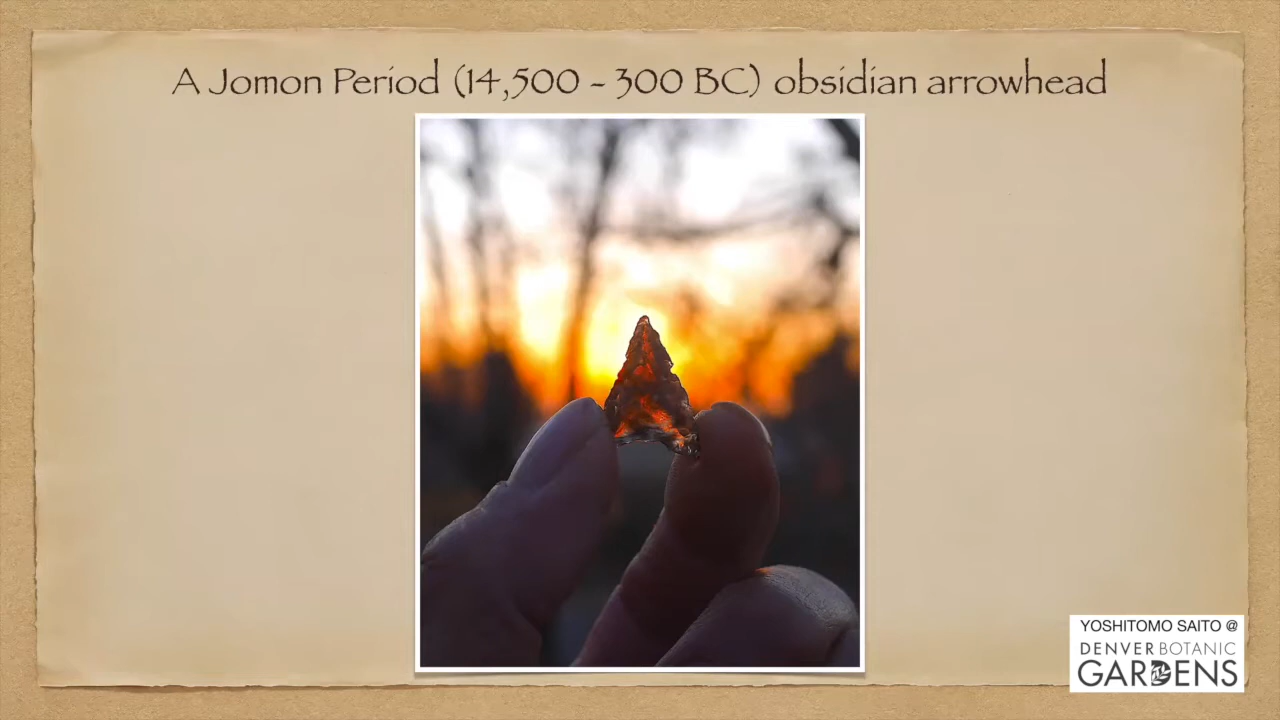 A Jomon Period (14,500 - 300 BC) obsidian arrowhead
YOSHITOMO SAITO @
DENVER BOTANIC
GARDENS